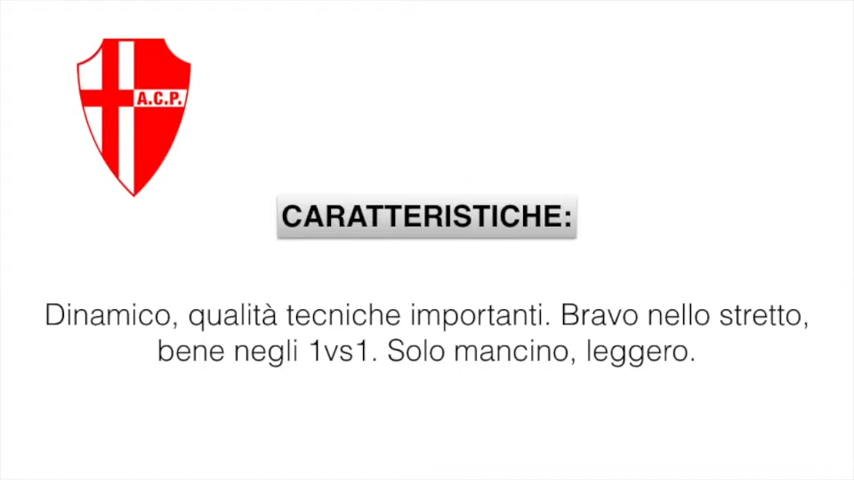 A.C.P.
CARATTERISTICHE:
Dinamico, qualità tecniche importanti. Bravo nello stretto,
bene negli 1vs1. Solo mancino, leggero.